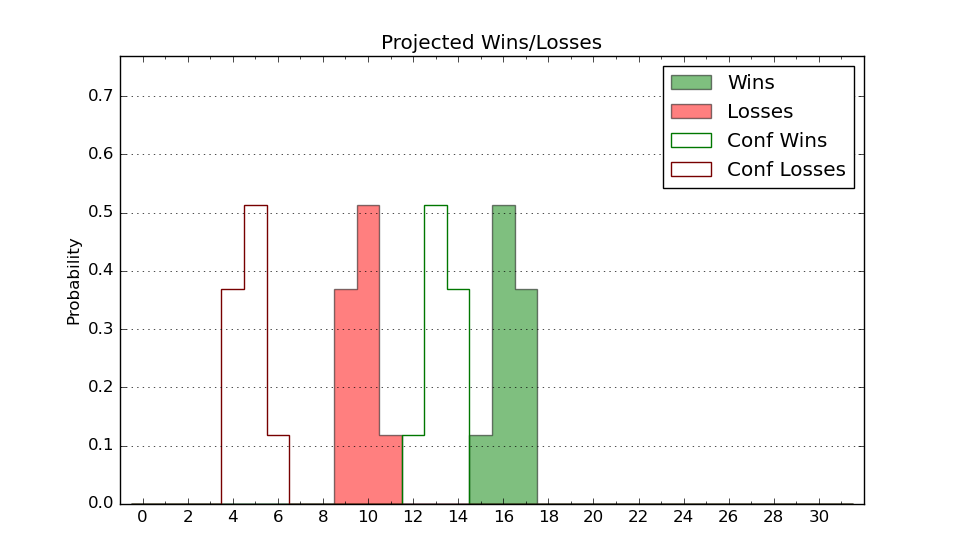 Projected Wins/Losses
Wins
Losses
Conf Wins
Conf Losses
Probability
0.7
0.6
0.5
0.4
0.3
0.2
0.1
0.0
0 2 4 6 8 10 12 14 16 18 20 22 24 26 28 30